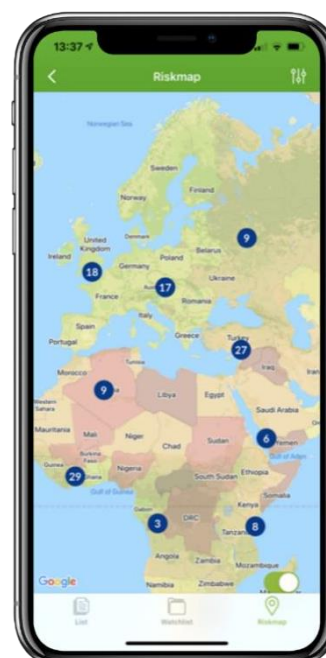 13:37
Riskmap
Norwegian Sea
Sweden
Finland
Norway
United
Kingdom
Denmark
Ireland
Belarus
9
Poland
18
Germany
17
Ukraine
France
Romania
Italy
Spain
Portugal
Greece
Turkey
27
Tunisia
Morocco
Iraq
Iran
9
Western
Sahara
Libya
Egypt
Saudi Arabia
Mauritania
Mali
Niger
Chad
Sudan
6
Yemen
Gulf of Aden
Burkina
Faso
Guinea
29
Ghana
Nigeria
South Sudan
Ethiopia
Somalia
Gulf of Guinea
Gabon
3
DRC
Kenya
8
Tanzania
Angola
Zambia
Mozambique
Namibia
Zimbabwe
Google
List
Watchlist
Riskmap